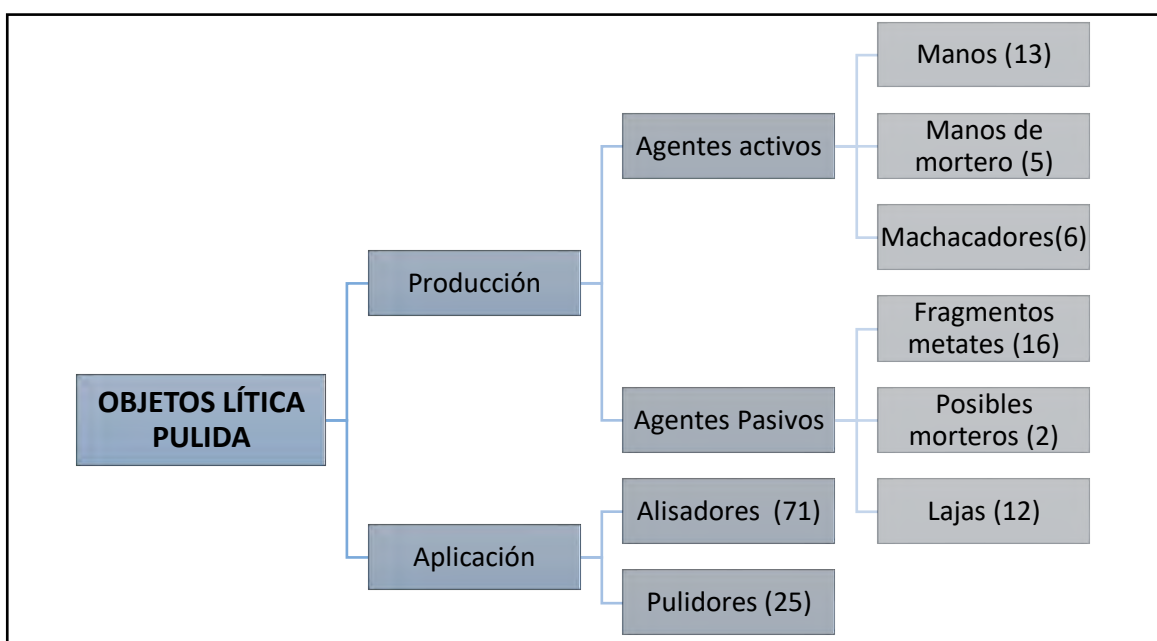 OBJETOS LÍTICA
PULIDA
Producción
Agentes activos
Manos (13)
Manos de
mortero (5)
Machacadores(6)
Agentes Pasivos
Fragmentos
metates (16)
Posibles
morteros (2)
Lajas (12)
Aplicación
Alisadores (71)
Pulidores (25)